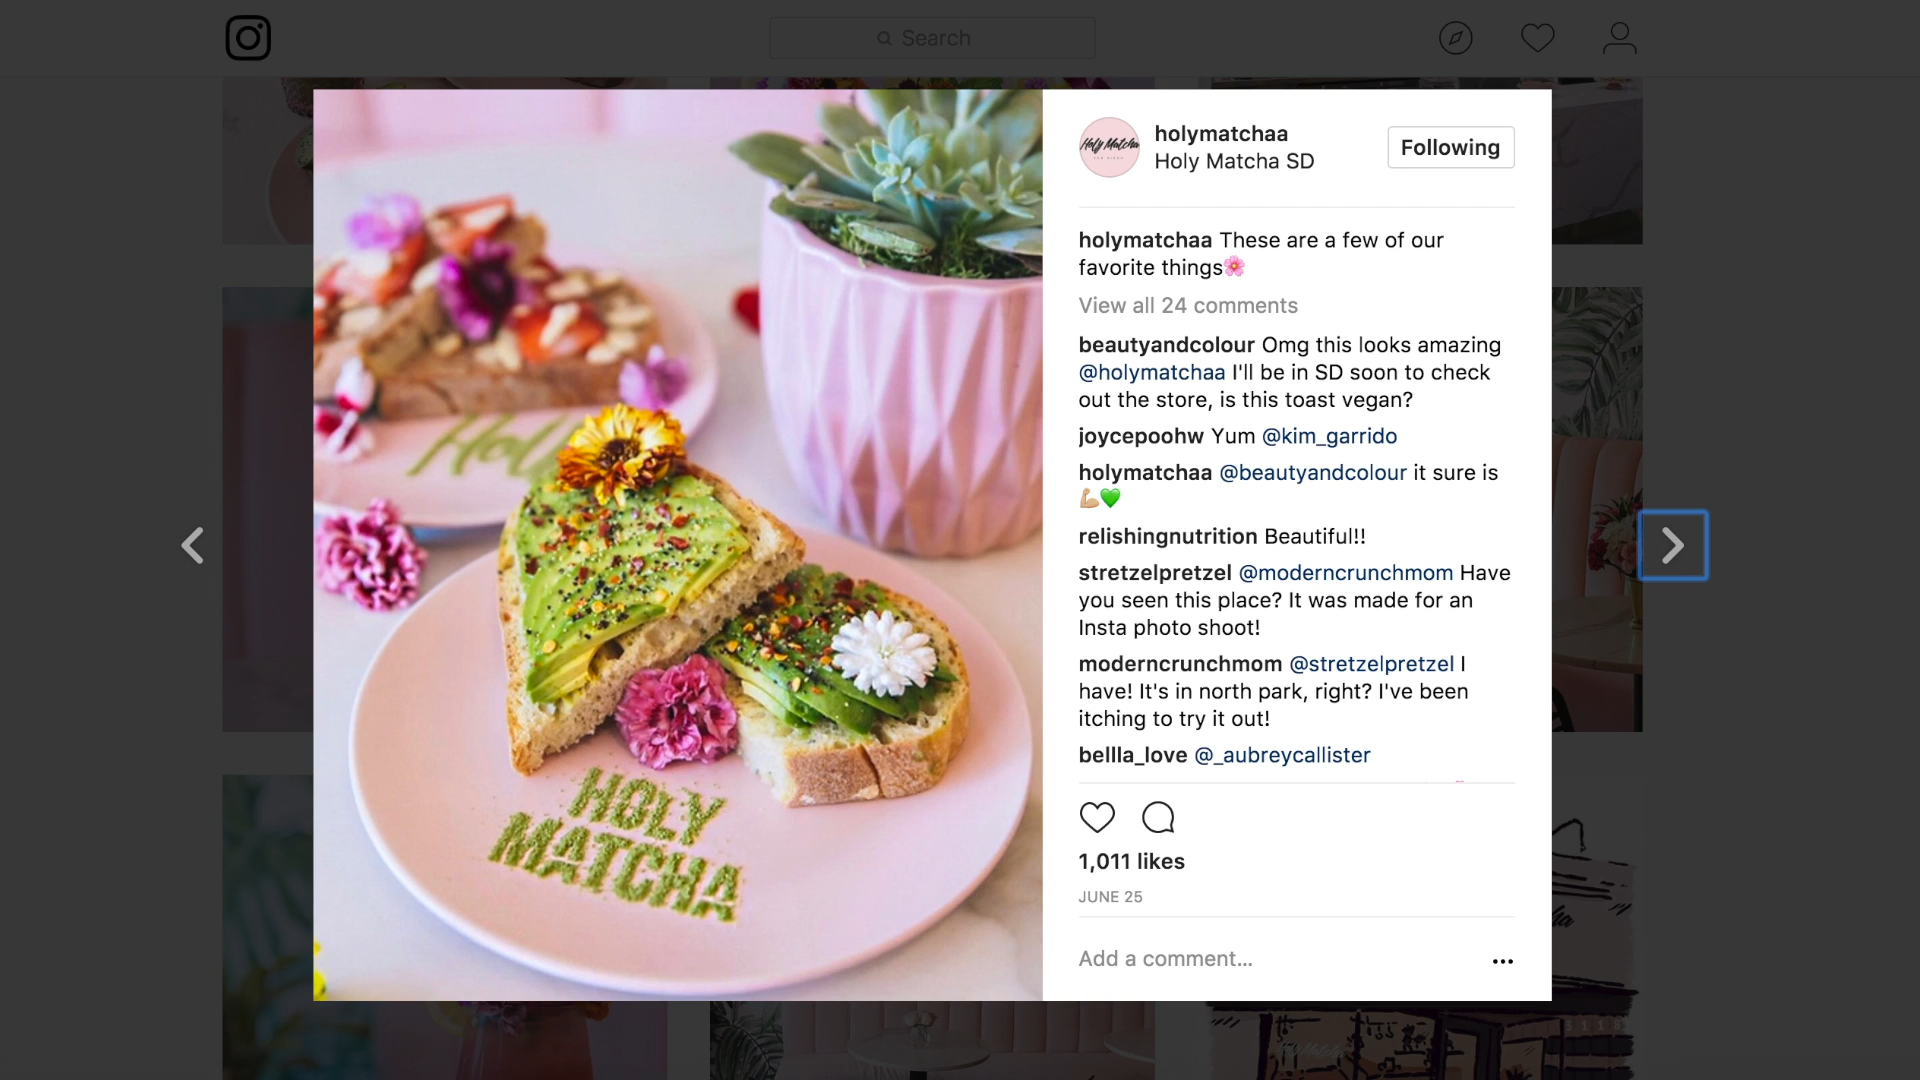 Search
Holy Matcha
holymatchaa
Holy Matcha SD
Following
holymatchaa These are a few of our
favorite things🌸
View all 24 comments
beautyandcolour Omg this looks amazing
@holymatchaa I'll be in SD soon to check
out the store, is this toast vegan?
joycepoohw Yum @kim_garrido
holymatchaa @beautyandcolour it sure is
💪🏼💚
relishingnutrition Beautiful!!
stretzelpretzel @moderncrunchmom Have
you seen this place? It was made for an
Insta photo shoot!
moderncrunchmom @stretzelpretzel I
have! It's in north park, right? I've been
itching to try it out!
bellla_love @_aubreycallister
1,011 likes
JUNE 25
Add a comment...
Hol
HOLY
MATCHA